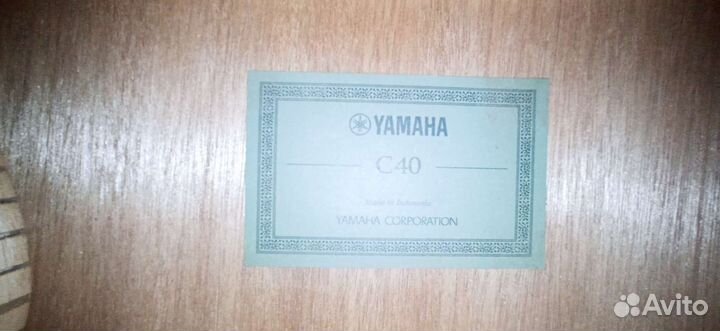 YAMAHA
C40
Made in Indonesia
YAMAHA CORPORATION
Avito